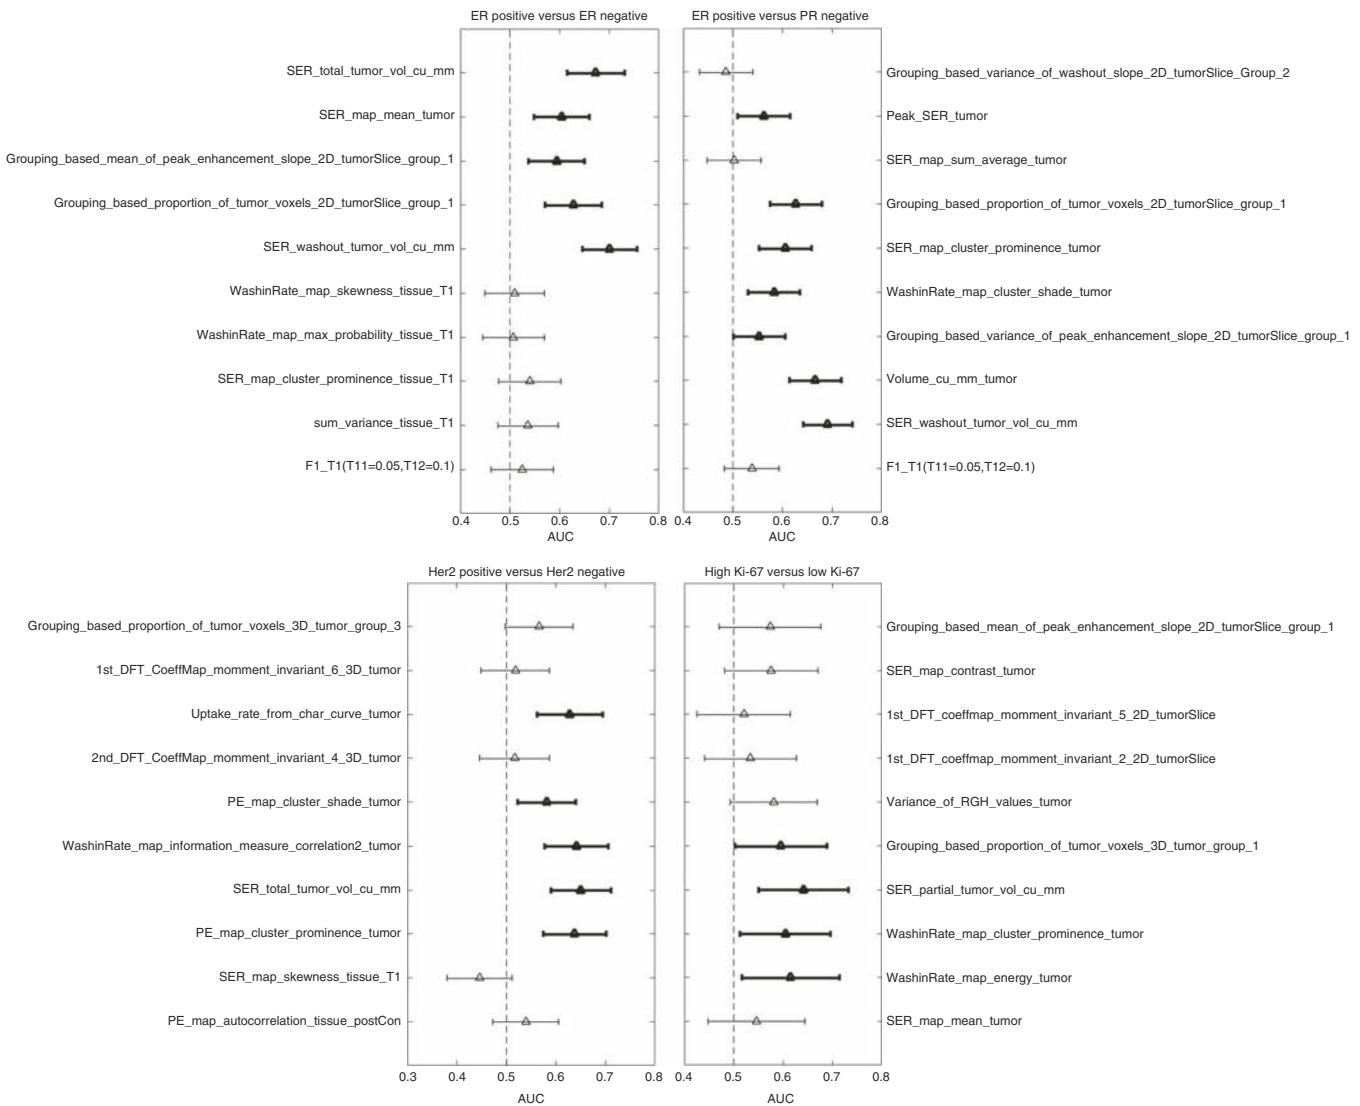 ER positive versus ER negative
SER_total_tumor_vol_cu_mm
SER_map_mean_tumor
Grouping_based_mean_of_peak_enhancement_slope_2D_tumorSlice_group_1
Grouping_based_proportion_of_tumor_voxels_2D_tumorSlice_group_1
SER_washout_tumor_vol_cu_mm
WashinRate_map_skewness_tissue_T1
WashinRate_map_max_probability_tissue_T1
SER_map_cluster_prominence_tissue_T1
sum_variance_tissue_T1
F1_T1(T11=0.05,T12=0.1)
0.4 0.5 0.6 0.7 0.8
AUC
ER positive versus PR negative
Grouping_based_variance_of_washout_slope_2D_tumorSlice_Group_2
Peak_SER_tumor
SER_map_sum_average_tumor
Grouping_based_proportion_of_tumor_voxels_2D_tumorSlice_group_1
SER_map_cluster_prominence_tumor
WashinRate_map_cluster_shade_tumor
Grouping_based_variance_of_peak_enhancement_slope_2D_tumorSlice_group_1
Volume_cu_mm_tumor
SER_washout_tumor_vol_cu_mm
F1_T1(T11=0.05,T12=0.1)
0.4 0.5 0.6 0.7 0.8
AUC
Her2 positive versus Her2 negative
Grouping_based_proportion_of_tumor_voxels_3D_tumor_group_3
1st_DFT_CoeffMap_momment_invariant_6_3D_tumor
Uptake_rate_from_char_curve_tumor
2nd_DFT_CoeffMap_momment_invariant_4_3D_tumor
PE_map_cluster_shade_tumor
WashinRate_map_information_measure_correlation2_tumor
SER_total_tumor_vol_cu_mm
PE_map_cluster_prominence_tumor
SER_map_skewness_tissue_T1
PE_map_autocorrelation_tissue_postCon
0.3 0.4 0.5 0.6 0.7 0.8
AUC
High Ki-67 versus low Ki-67
Grouping_based_mean_of_peak_enhancement_slope_2D_tumorSlice_group_1
SER_map_contrast_tumor
1st_DFT_coeffmap_momment_invariant_5_2D_tumorSlice
1st_DFT_coeffmap_momment_invariant_2_2D_tumorSlice
Variance_of_RGH_values_tumor
Grouping_based_proportion_of_tumor_voxels_3D_tumor_group_1
SER_partial_tumor_vol_cu_mm
WashinRate_map_cluster_prominence_tumor
WashinRate_map_energy_tumor
SER_map_mean_tumor
0.4 0.5 0.6 0.7 0.8
AUC